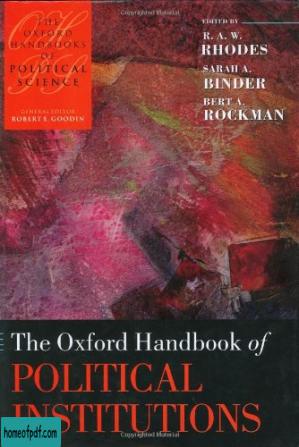 THE
OXFORD
HANDBOOKS
OF
POLITICAL
SCIENCE
GENERAL EDITOR
ROBERT E. GOODIN
EDITED BY
R. A. W.
RHODES
SARAH A.
BINDER
BERT A.
ROCKMAN
The Oxford Handbook of
POLITICAL
INSTITUTIONS
homeofpdf.com